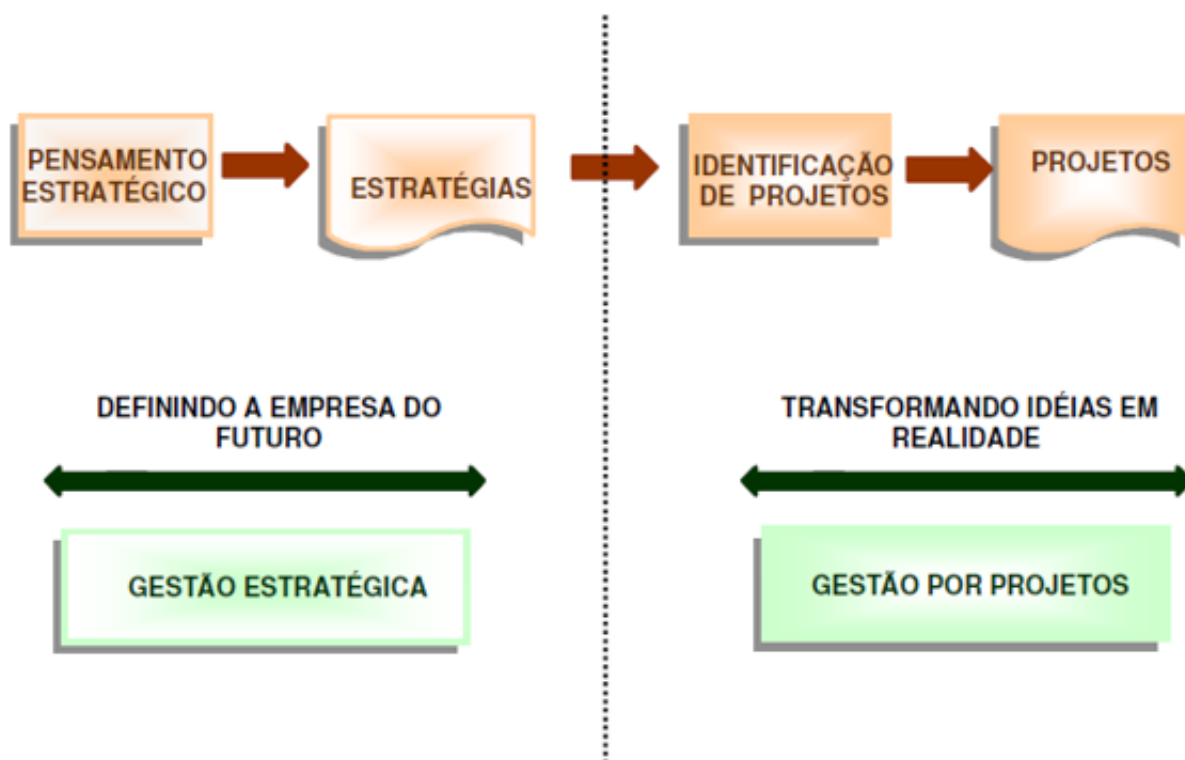 PENSAMENTO
ESTRATÉGICO
ESTRATÉGIAS
IDENTIFICAÇÃO
DE PROJETOS
PROJETOS
DEFININDO A EMPRESA DO
FUTURO
GESTÃO ESTRATÉGICA
TRANSFORMANDO IDÉIAS EM
REALIDADE
GESTÃO POR PROJETOS